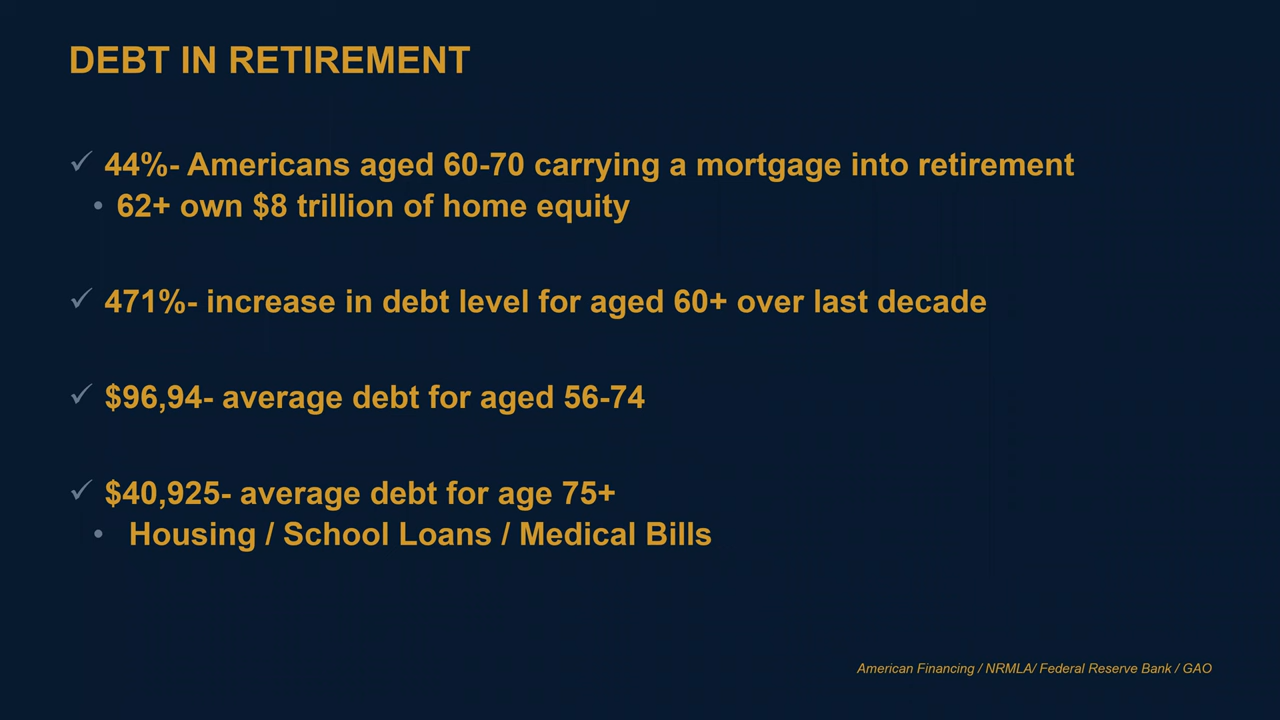 DEBT IN RETIREMENT
✓ 44%- Americans aged 60-70 carrying a mortgage into retirement
• 62+ own $8 trillion of home equity
✓ 471%- increase in debt level for aged 60+ over last decade
✓ $96,94- average debt for aged 56-74
✓ $40,925- average debt for age 75+
• Housing / School Loans / Medical Bills
American Financing / NRMLA/ Federal Reserve Bank / GAO